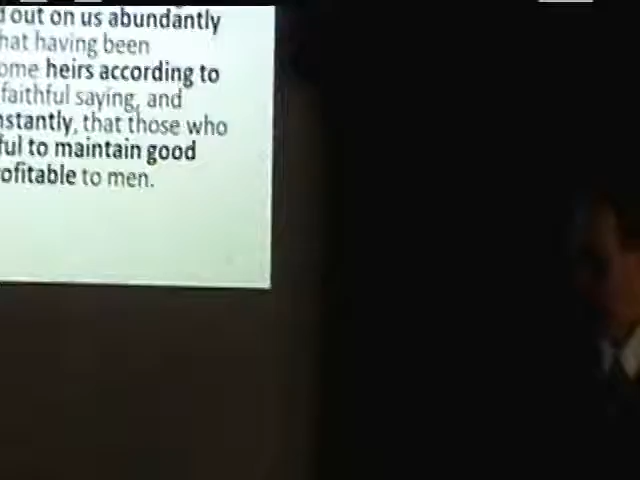 out on us abundantly
hat having been
ome heirs according to
faithful saying, and
nstantly, that those who
ful to maintain good
ofitable to men.